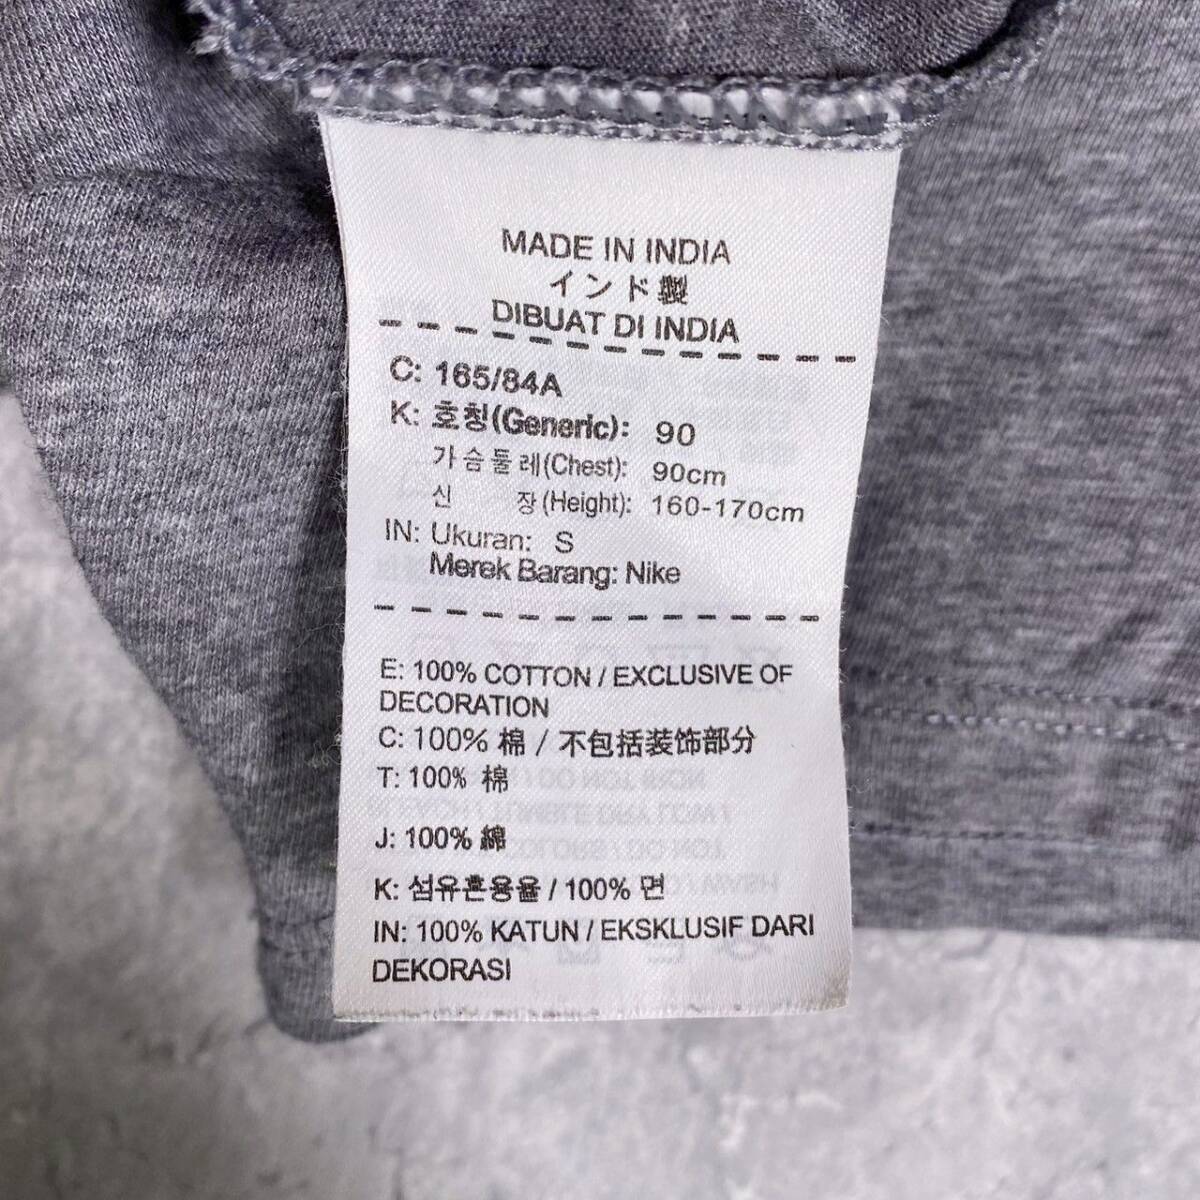 MADE IN INDIA
インド製
DIBUAT DI INDIA
C: 165/84A
K: 호칭(Generic): 90
가슴둘레(Chest): 90cm
신 장(Height): 160-170cm
IN: Ukuran: S
Merek Barang: Nike
E: 100% COTTON / EXCLUSIVE OF
DECORATION
C: 100% 棉 / 不包括装饰部分
T: 100% 棉
J: 100% 綿
K: 섬유혼용율 / 100% 면
IN: 100% KATUN / EKSKLUSIF DARI
DEKORASI